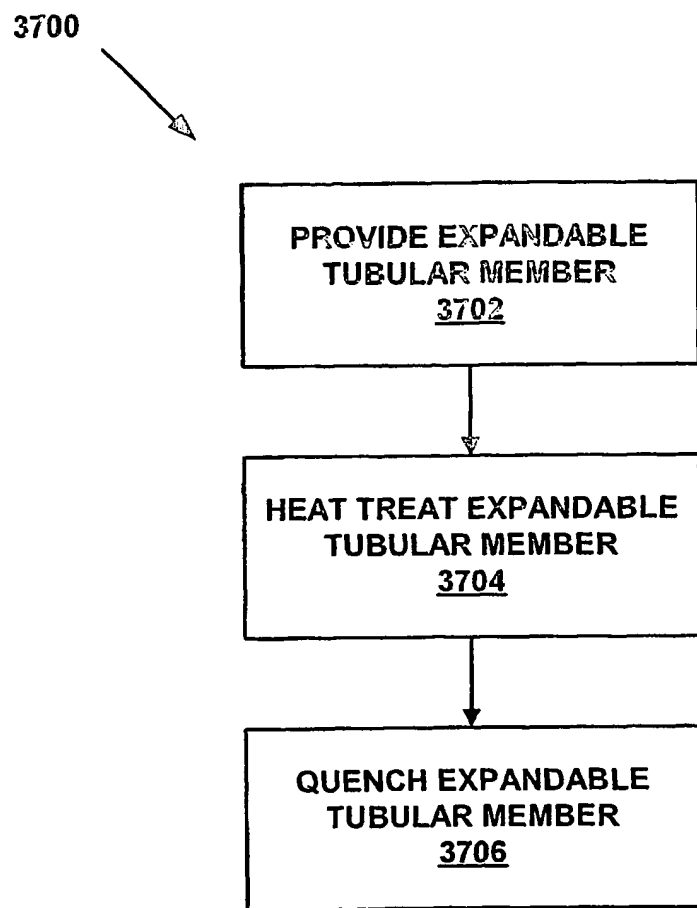 3700
PROVIDE EXPANDABLE
TUBULAR MEMBER
3702
HEAT TREAT EXPANDABLE
TUBULAR MEMBER
3704
QUENCH EXPANDABLE
TUBULAR MEMBER
3706